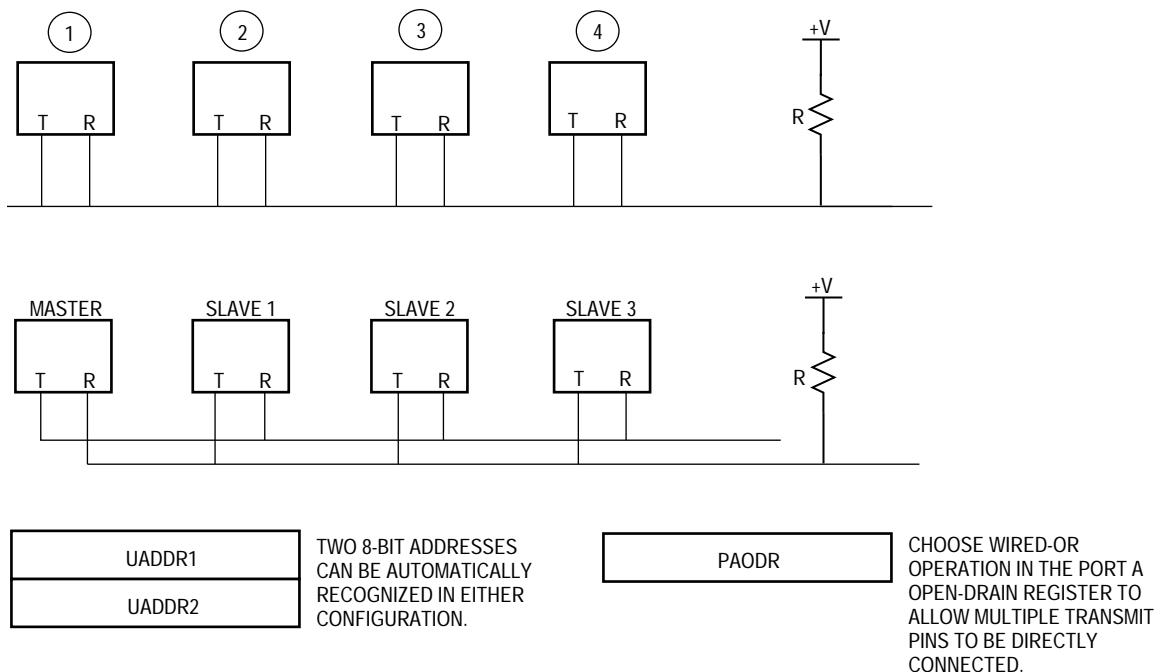 1 2 3 4
+V
T R T R T R T R
R
+V
MASTER SLAVE 1 SLAVE 2 SLAVE 3
T R T R T R T R
R
UADDR1
UADDR2
TWO 8-BIT ADDRESSES
CAN BE AUTOMATICALLY
RECOGNIZED IN EITHER
CONFIGURATION.
PAODR
CHOOSE WIRED-OR
OPERATION IN THE PORT A
OPEN-DRAIN REGISTER TO
ALLOW MULTIPLE TRANSMIT
PINS TO BE DIRECTLY
CONNECTED.